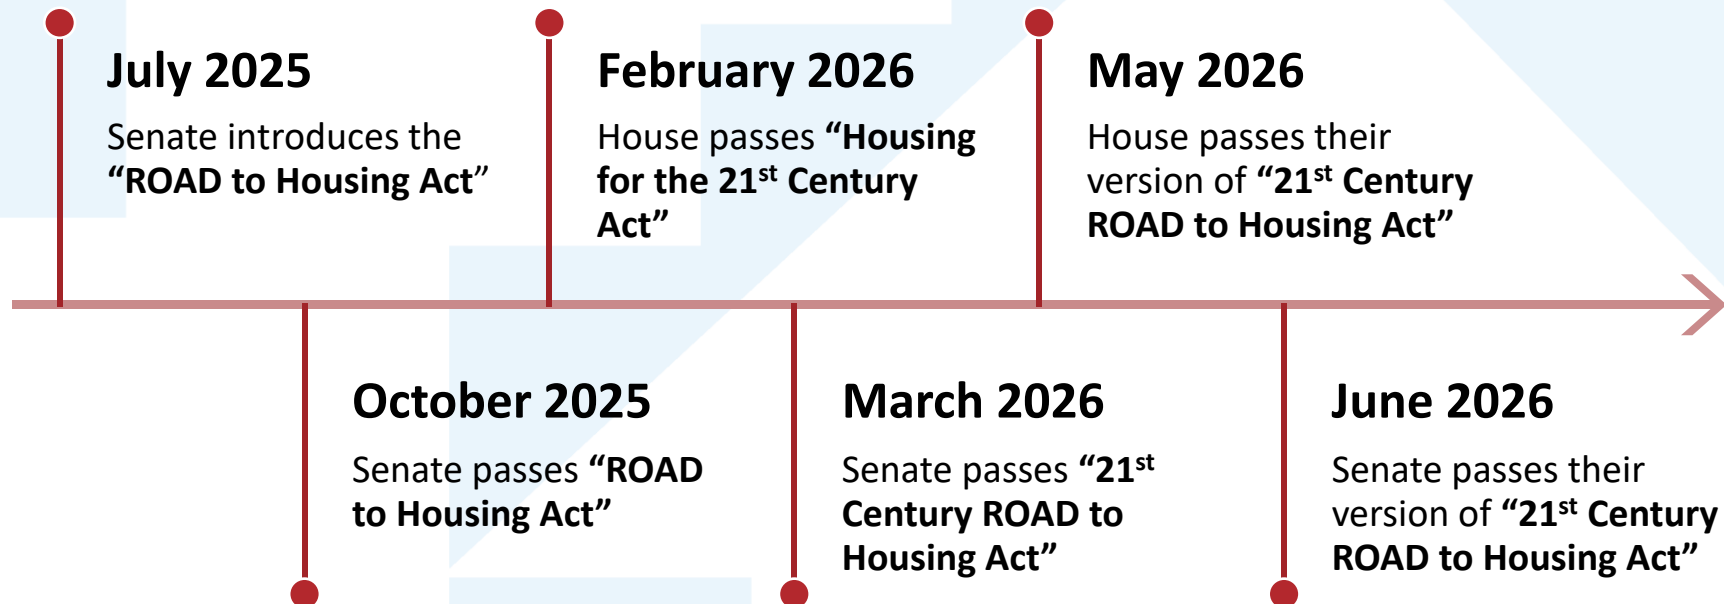 July 2025
Senate introduces the
“ROAD to Housing Act”
February 2026
House passes “Housing
for the 21st Century
Act”
May 2026
House passes their
version of “21st Century
ROAD to Housing Act”
October 2025
Senate passes “ROAD
to Housing Act”
March 2026
Senate passes “21st
Century ROAD to
Housing Act”
June 2026
Senate passes their
version of “21st Century
ROAD to Housing Act”